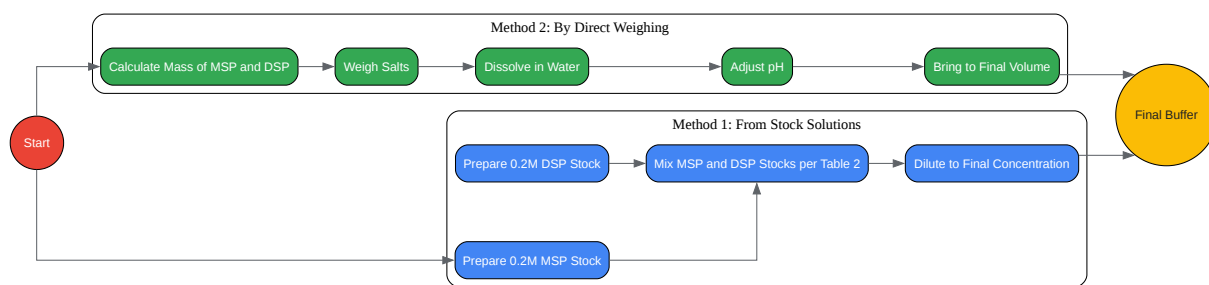 Method 2: By Direct Weighing
Calculate Mass of MSP and DSP
Weigh Salts
Dissolve in Water
Adjust pH
Bring to Final Volume
Start
Final Buffer
Method 1: From Stock Solutions
Prepare 0.2M DSP Stock
Mix MSP and DSP Stocks per Table 2
Dilute to Final Concentration
Prepare 0.2M MSP Stock